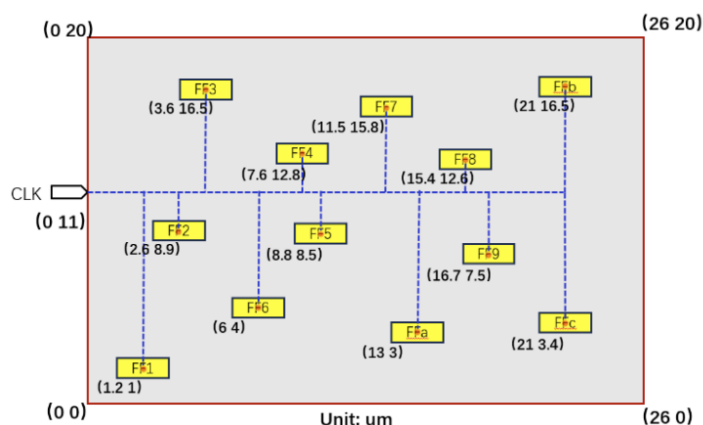 (0 20)
(26 20)
FF3
(3.6 16.5)
FFb
(21 16.5)
FF7
(11.5 15.8)
FF4
(7.6 12.8)
FF8
(15.4 12.6)
CLK
(0 11)
FF2
(2.6 8.9)
FF5
(8.8 8.5)
FF9
(16.7 7.5)
FF6
(6 4)
FFa
(13 3)
FFc
(21 3.4)
FF1
(1.2 1)
(0 0)
Unit: um
(26 0)